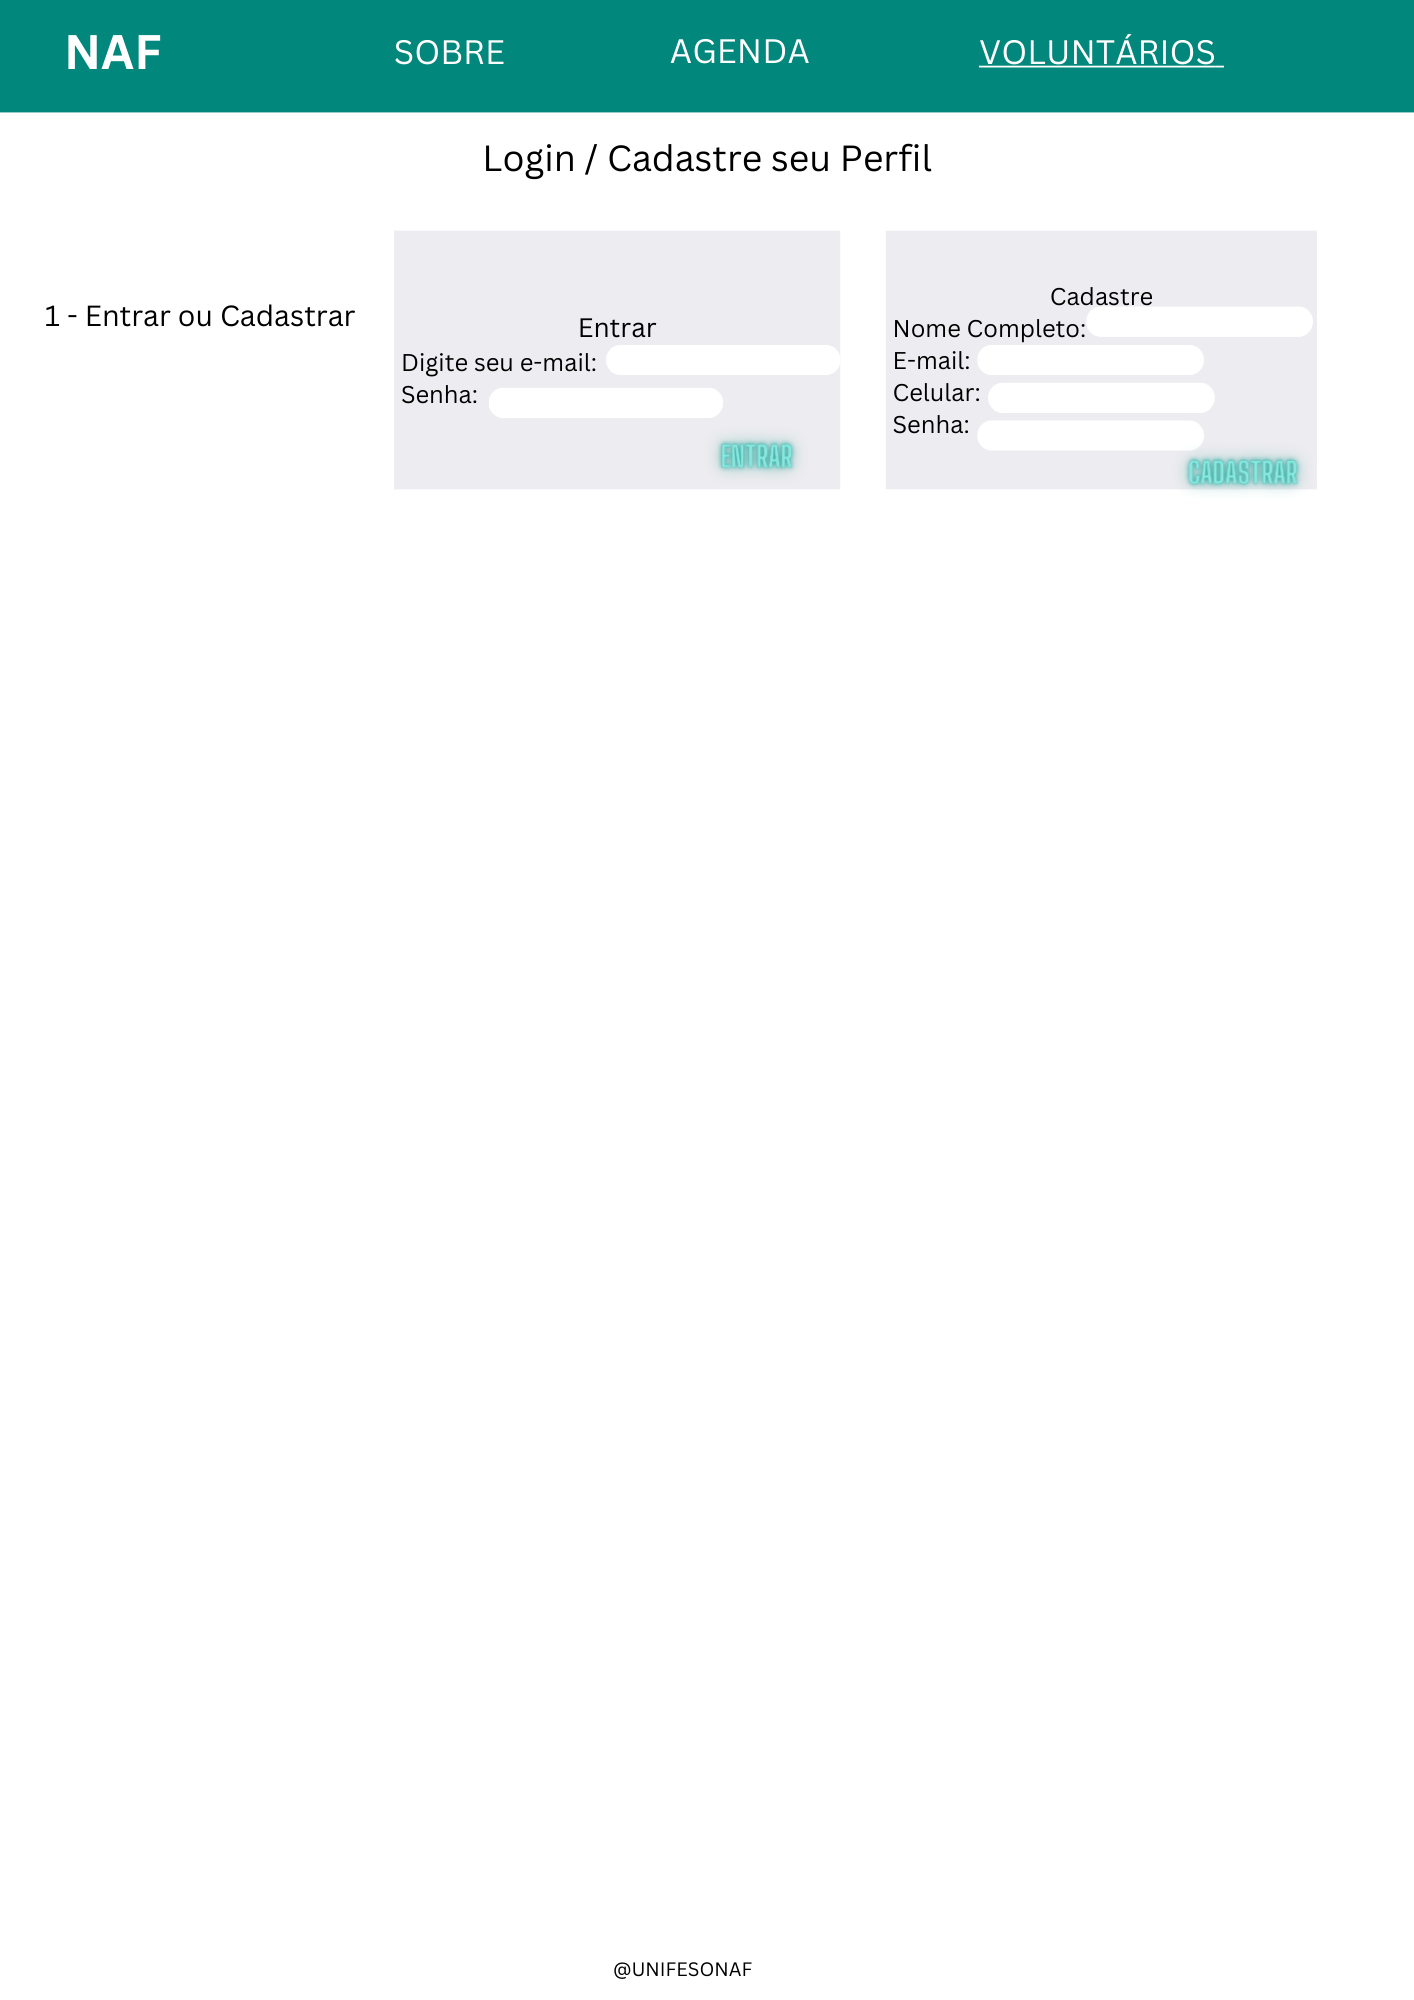 NAF
SOBRE
AGENDA
VOLUNTÁRIOS
Login / Cadastre seu Perfil
1 - Entrar ou Cadastrar
Entrar
Digite seu e-mail:
Senha:
ENTRAR
Cadastre
Nome Completo:
E-mail:
Celular:
Senha:
CADASTRAR
@UNIFESONAF